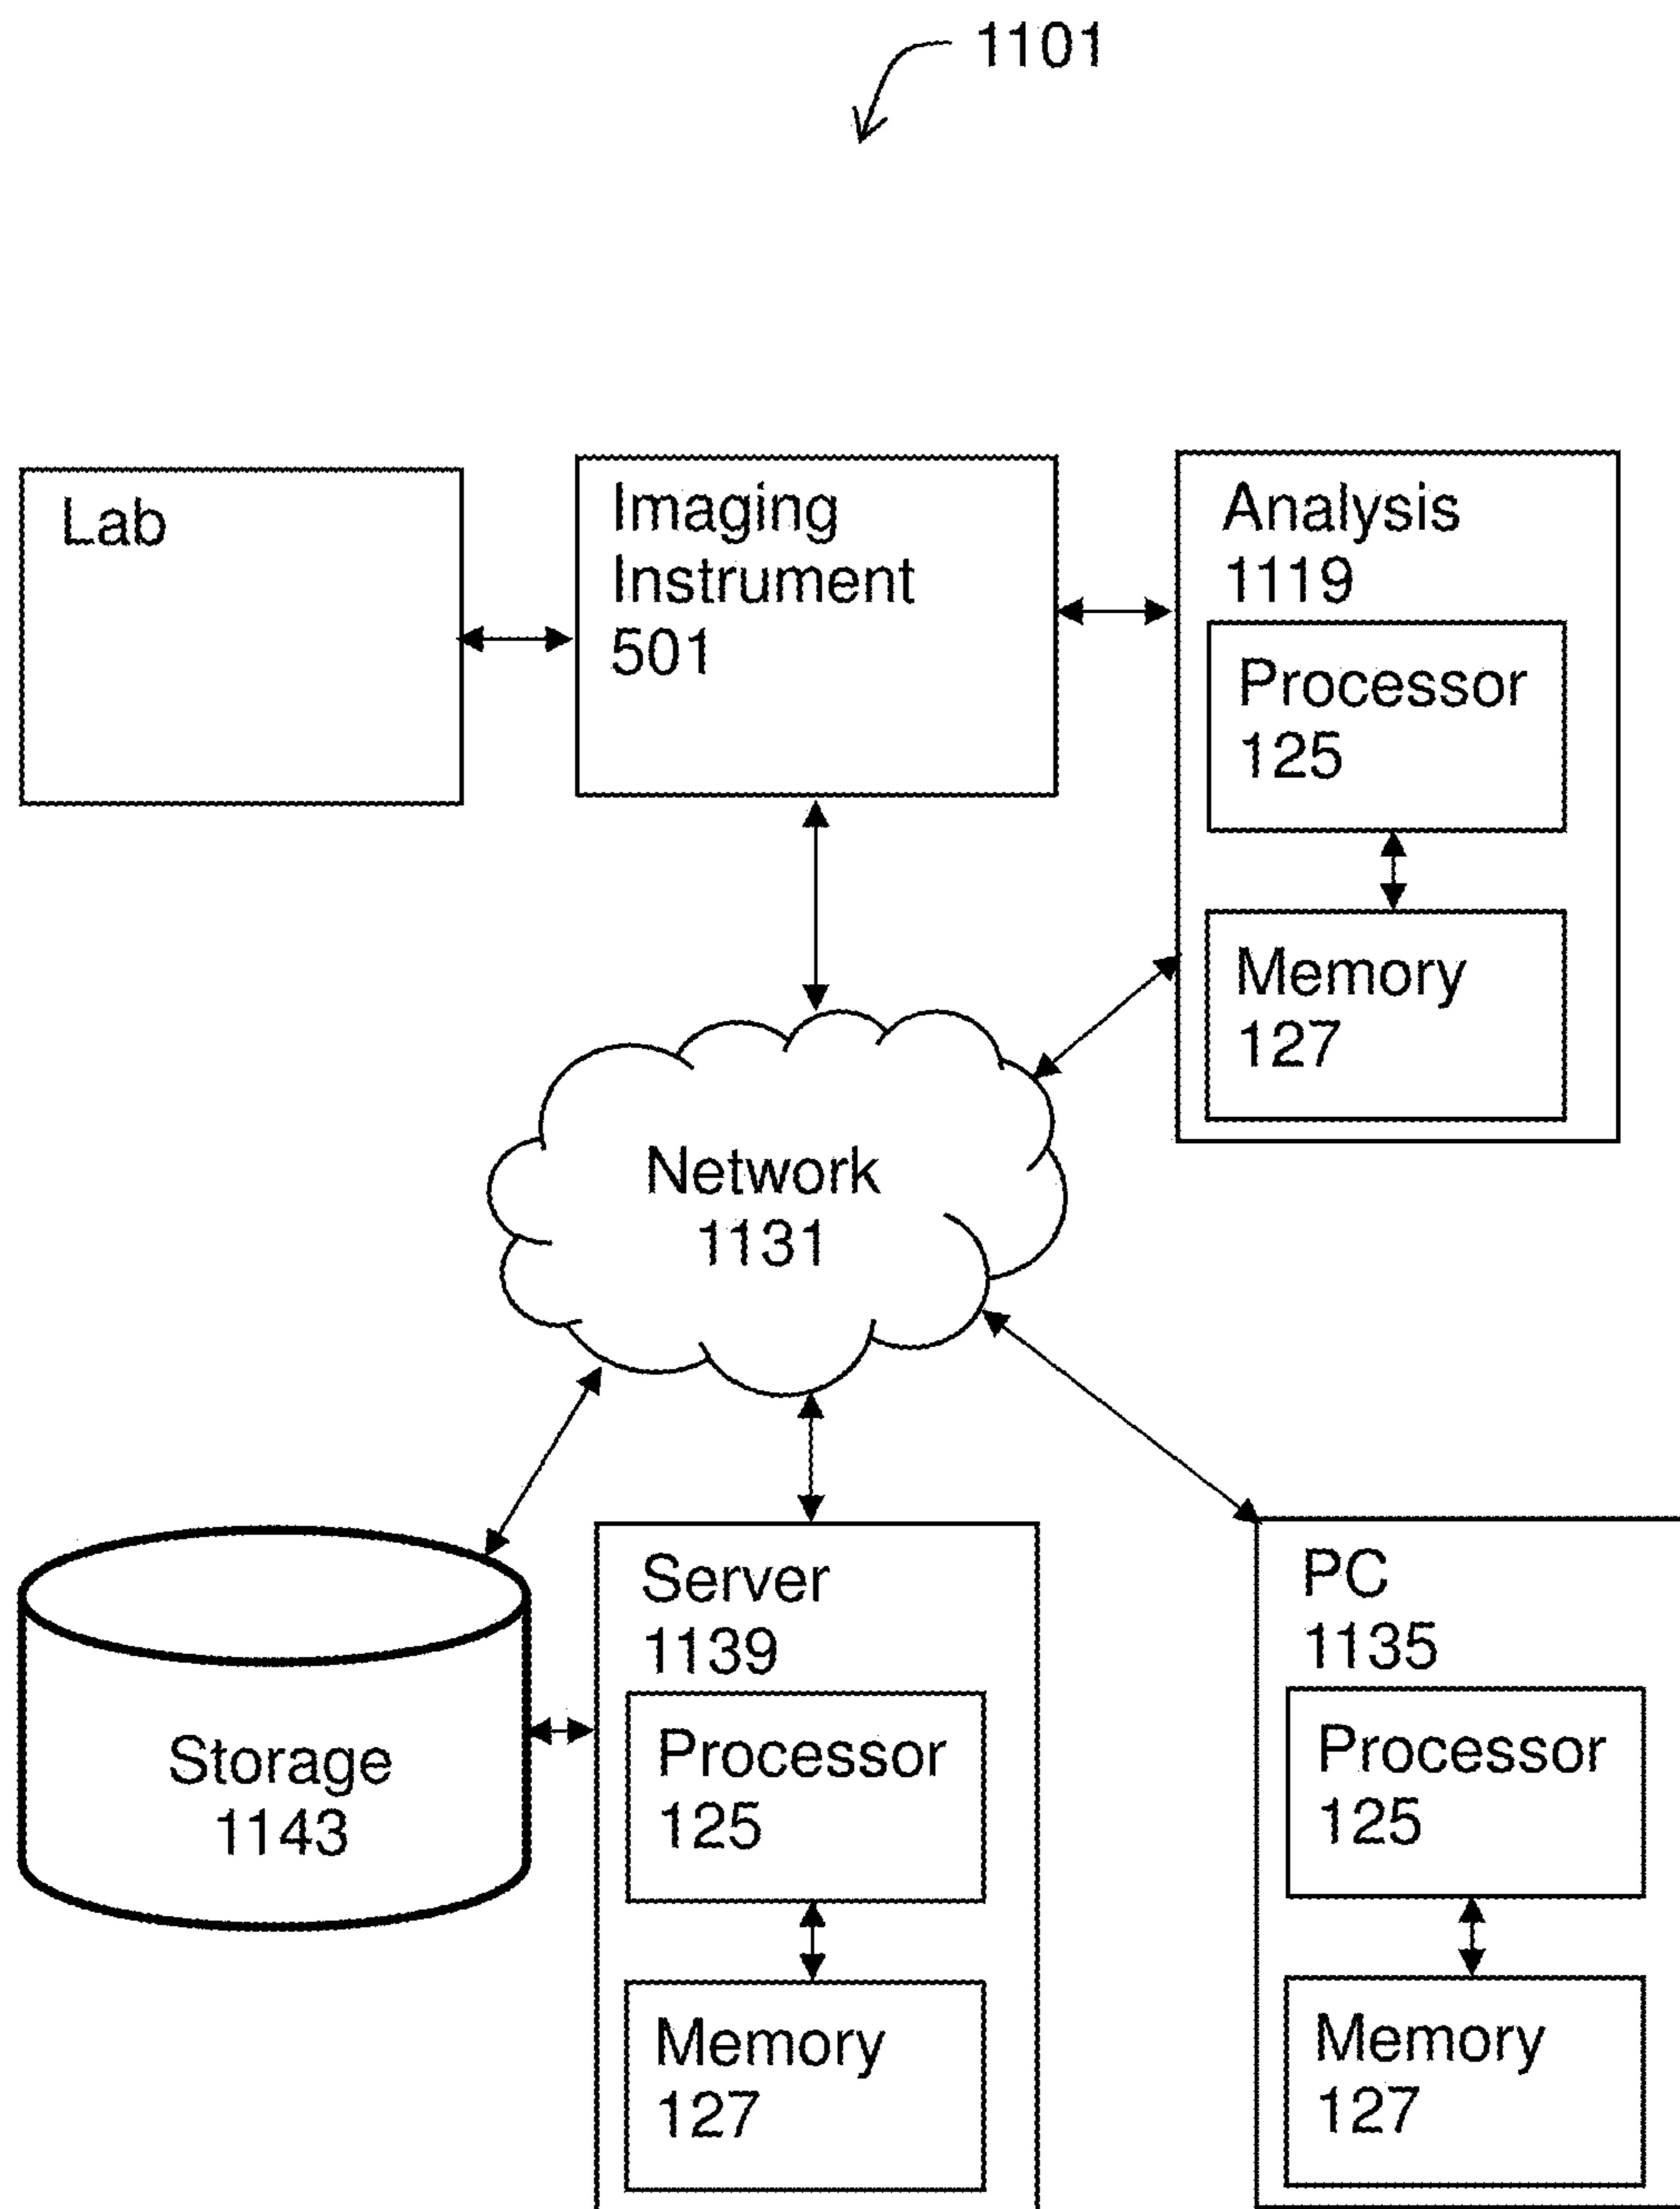 1101
Lab
Imaging
Instrument
501
Analysis
1119
Processor
125
Memory
127
Network
1131
Storage
1143
Server
1139
Processor
125
Memory
127
PC
1135
Processor
125
Memory
127